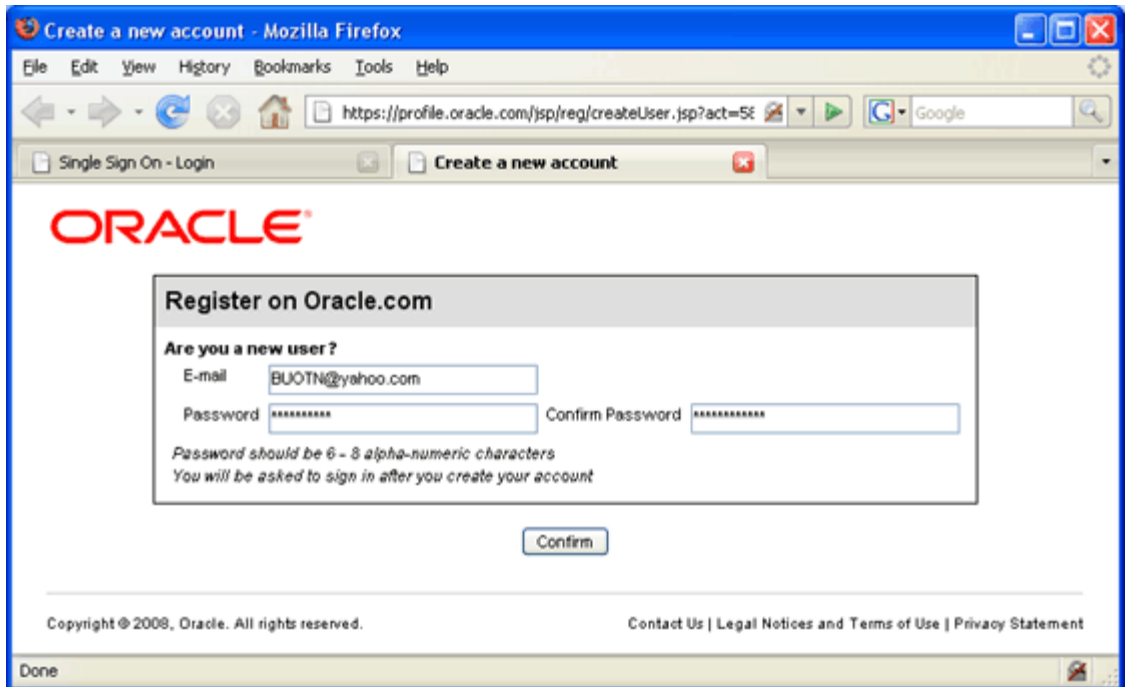 Create a new account - Mozilla Firefox
File Edit View History Bookmarks Tools Help
https://profile.oracle.com/jsp/reg/createUser.jsp?act=58 Google
Single Sign On - Login Create a new account
ORACLE®
Register on Oracle.com
Are you a new user?
E-mail BUOTN@yahoo.com
Password ********** Confirm Password ************
Password should be 6 - 8 alpha-numeric characters
You will be asked to sign in after you create your account
Confirm
Copyright © 2008, Oracle. All rights reserved. Contact Us | Legal Notices and Terms of Use | Privacy Statement
Done